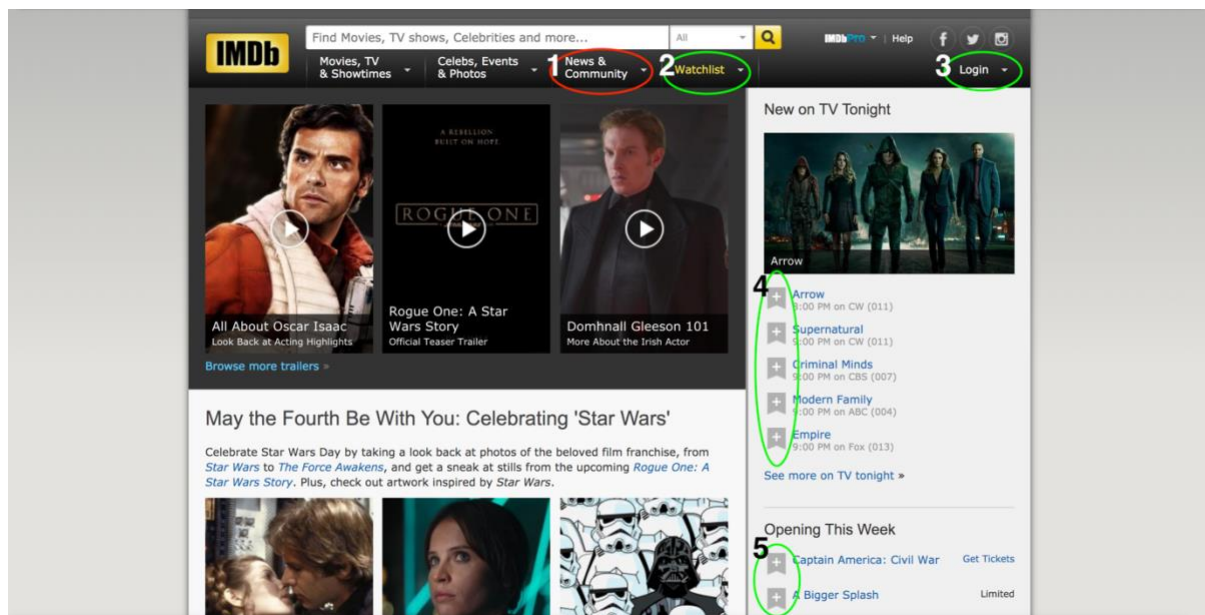 IMDb
Find Movies, TV shows, Celebrities and more...
All
IMDbPro
Help
Movies, TV
& Showtimes
Celebs, Events
& Photos
1
News &
Community
2
Watchlist
3
Login
A REBELLION
BUILT ON HOPE
ROGUE ONE
All About Oscar Isaac
Look Back at Acting Highlights
Rogue One: A Star
Wars Story
Official Teaser Trailer
Domhnall Gleeson 101
More About the Irish Actor
Browse more trailers »
May the Fourth Be With You: Celebrating 'Star Wars'
Celebrate Star Wars Day by taking a look back at photos of the beloved film franchise, from
Star Wars to The Force Awakens, and get a sneak at stills from the upcoming Rogue One: A
Star Wars Story. Plus, check out artwork inspired by Star Wars.
New on TV Tonight
Arrow
4
Arrow
8:00 PM on CW (011)
Supernatural
9:00 PM on CW (011)
Criminal Minds
9:00 PM on CBS (007)
Modern Family
9:00 PM on ABC (004)
Empire
9:00 PM on Fox (013)
See more on TV tonight »
Opening This Week
5
Captain America: Civil War
Get Tickets
A Bigger Splash
Limited